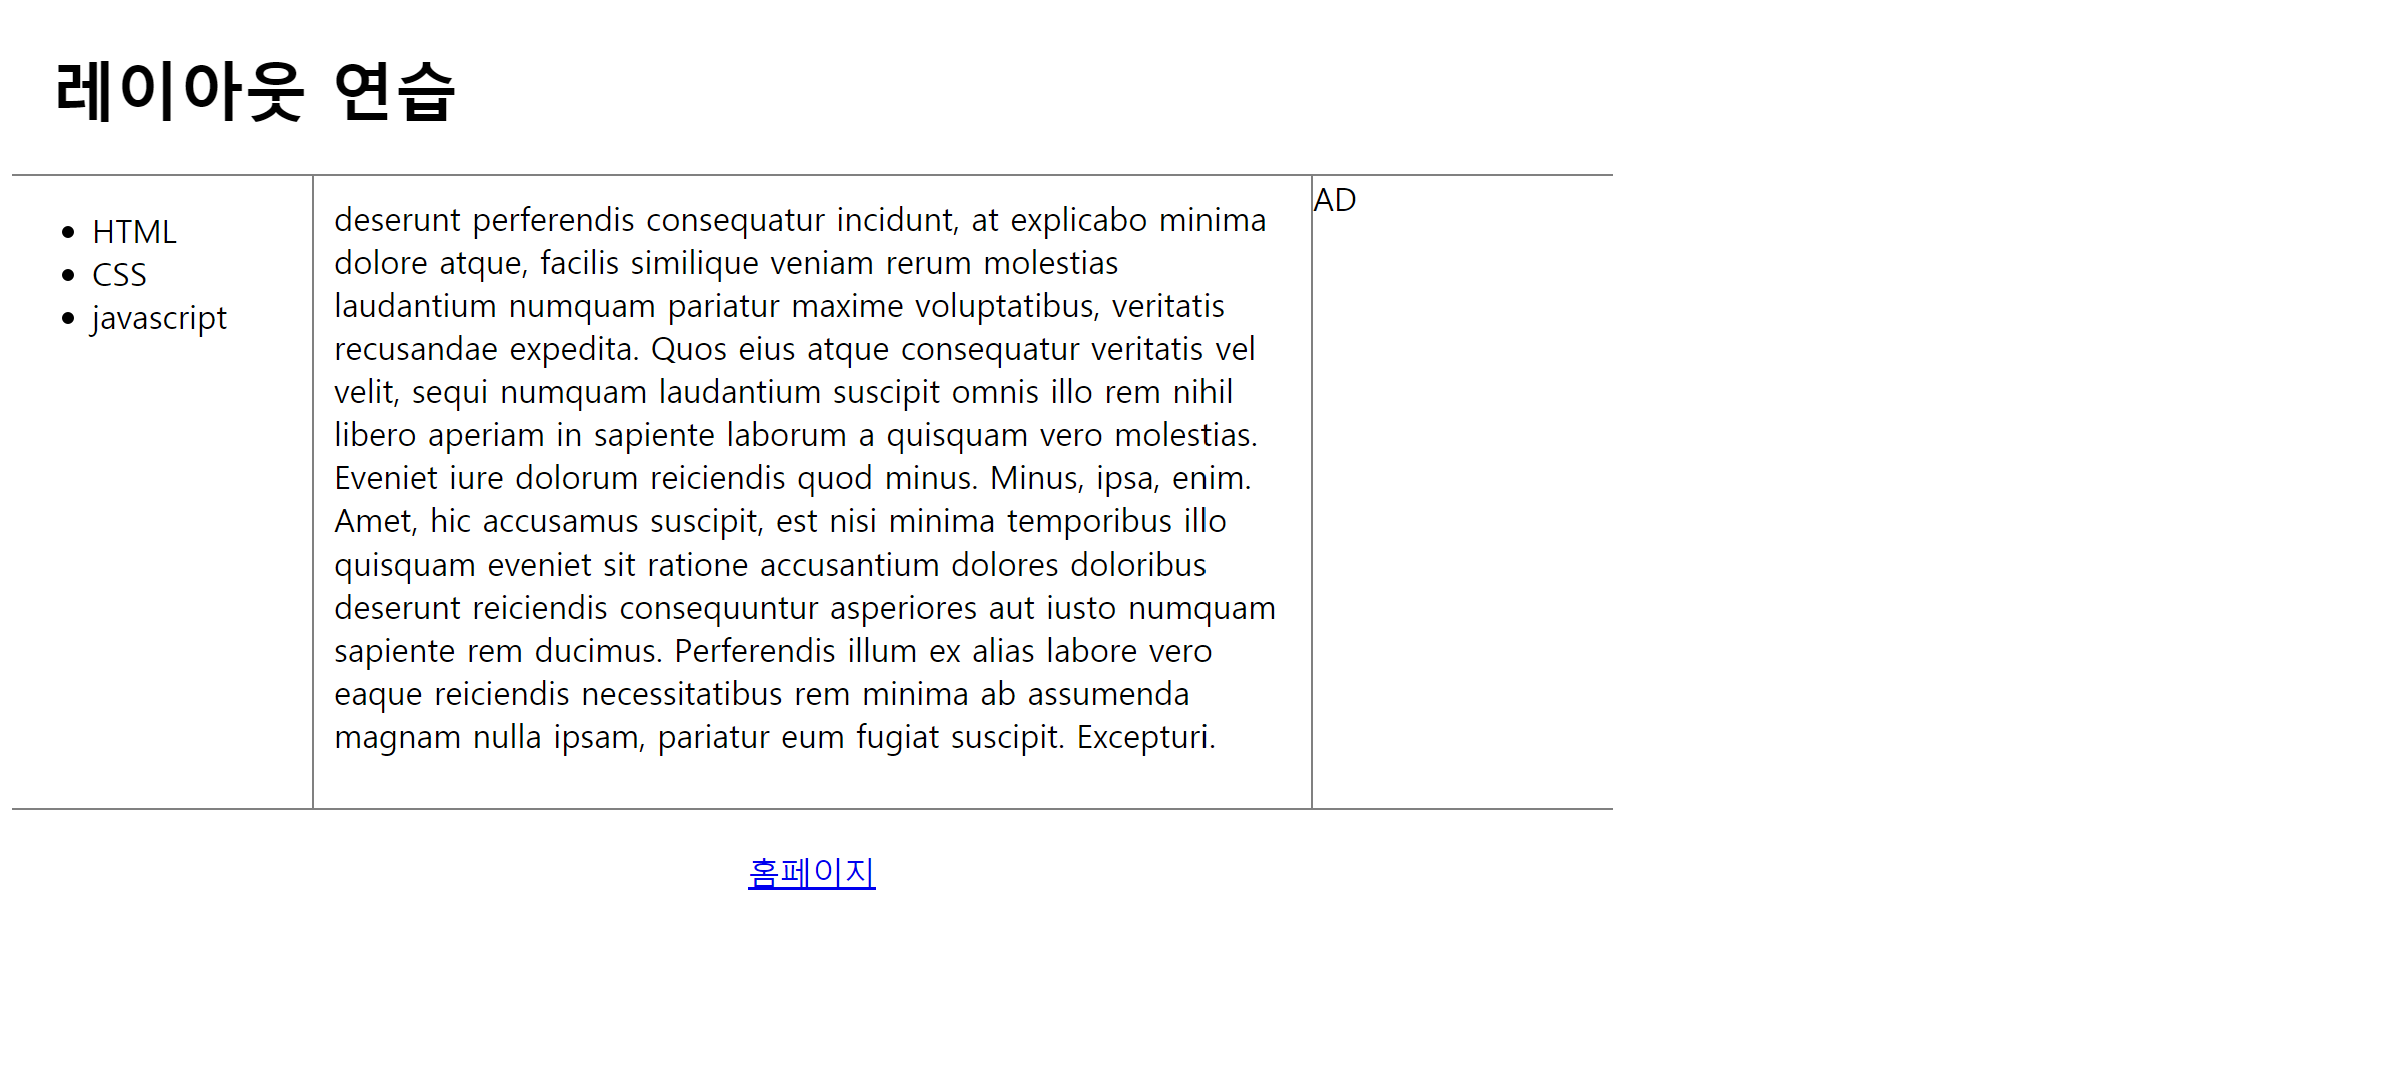 레이아웃 연습
HTML
CSS
javascript
deserunt perferendis consequatur incidunt, at explicabo minima
dolore atque, facilis similique veniam rerum molestias
laudantium numquam pariatur maxime voluptatibus, veritatis
recusandae expedita. Quos eius atque consequatur veritatis vel
velit, sequi numquam laudantium suscipit omnis illo rem nihil
libero aperiam in sapiente laborum a quisquam vero molestias.
Eveniet iure dolorum reiciendis quod minus. Minus, ipsa, enim.
Amet, hic accusamus suscipit, est nisi minima temporibus illo
quisquam eveniet sit ratione accusantium dolores doloribus
deserunt reiciendis consequuntur asperiores aut iusto numquam
sapiente rem ducimus. Perferendis illum ex alias labore vero
eaque reiciendis necessitatibus rem minima ab assumenda
magnam nulla ipsam, pariatur eum fugiat suscipit. Excepturi.
AD
홈페이지